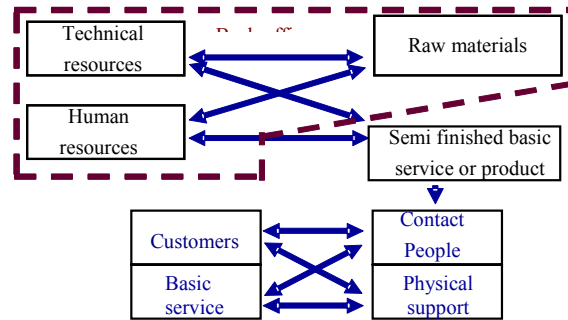 Technical
resources
Raw materials
Human
resources
Semi finished basic
service or product
Customers
Contact
People
Basic
service
Physical
support